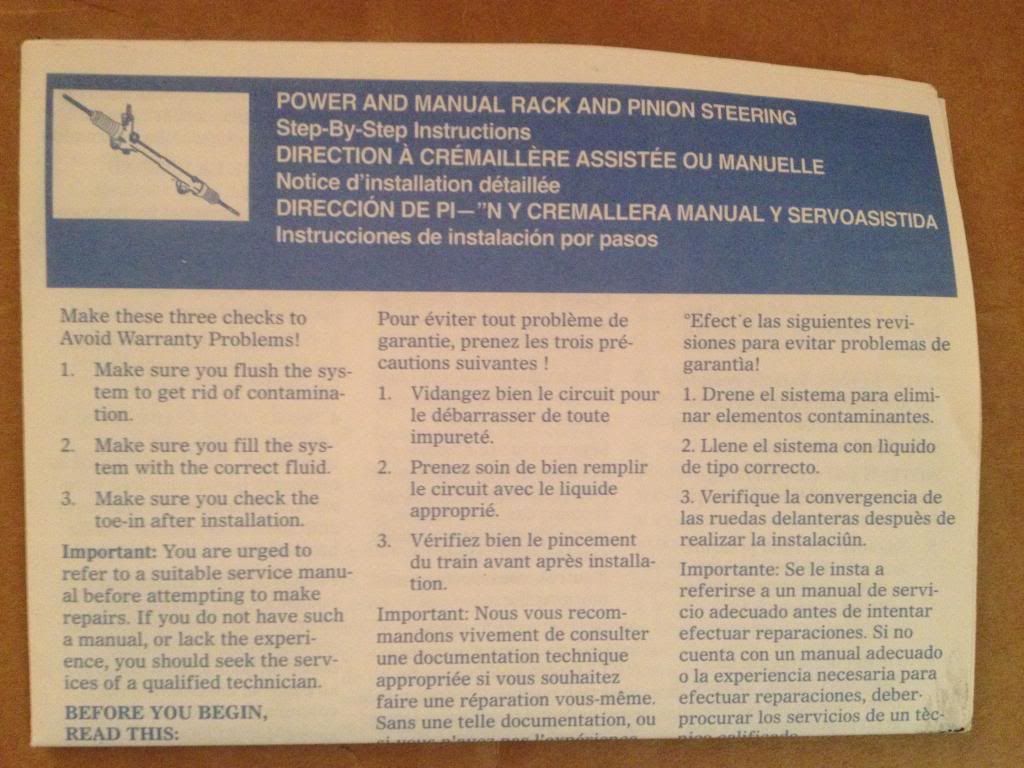 POWER AND MANUAL RACK AND PINION STEERING
Step-By-Step Instructions
DIRECTION À CRÉMAILLÈRE ASSISTÉE OU MANUELLE
Notice d'installation détaillée
DIRECCIÓN DE PI—"N Y CREMALLERA MANUAL Y SERVOASISTIDA
Instrucciones de instalación por pasos
Make these three checks to
Avoid Warranty Problems!
1. Make sure you flush the sys-
tem to get rid of contamina-
tion.
2. Make sure you fill the sys-
tem with the correct fluid.
3. Make sure you check the
toe-in after installation.
Important: You are urged to
refer to a suitable service manu-
al before attempting to make
repairs. If you do not have such
a manual, or lack the experi-
ence, you should seek the serv-
ices of a qualified technician.
BEFORE YOU BEGIN,
READ THIS:
Pour éviter tout problème de
garantie, prenez les trois pré-
cautions suivantes !
1. Vidangez bien le circuit pour
le débarrasser de toute
impureté.
2. Prenez soin de bien remplir
le circuit avec le liquide
approprié.
3. Vérifiez bien le pincement
du train avant après installa-
tion.
Important: Nous vous recom-
mandons vivement de consulter
une documentation technique
appropriée si vous souhaitez
faire une réparation vous-même.
Sans une telle documentation, ou
si vous n'avez pas l'expérience
°Efect˙e las siguientes revi-
siones para evitar problemas de
garantìa!
1. Drene el sistema para elimi-
nar elementos contaminantes.
2. Llene el sistema con lìquido
de tipo correcto.
3. Verifique la convergencia de
las ruedas delanteras despuès de
realizar la instalaciûn.
Importante: Se le insta a
referirse a un manual de servi-
cio adecuado antes de intentar
efectuar reparaciones. Si no
cuenta con un manual adecuado
o la experiencia necesaria para
efectuar reparaciones, deber·
procurar los servicios de un tèc-
nico calificado.